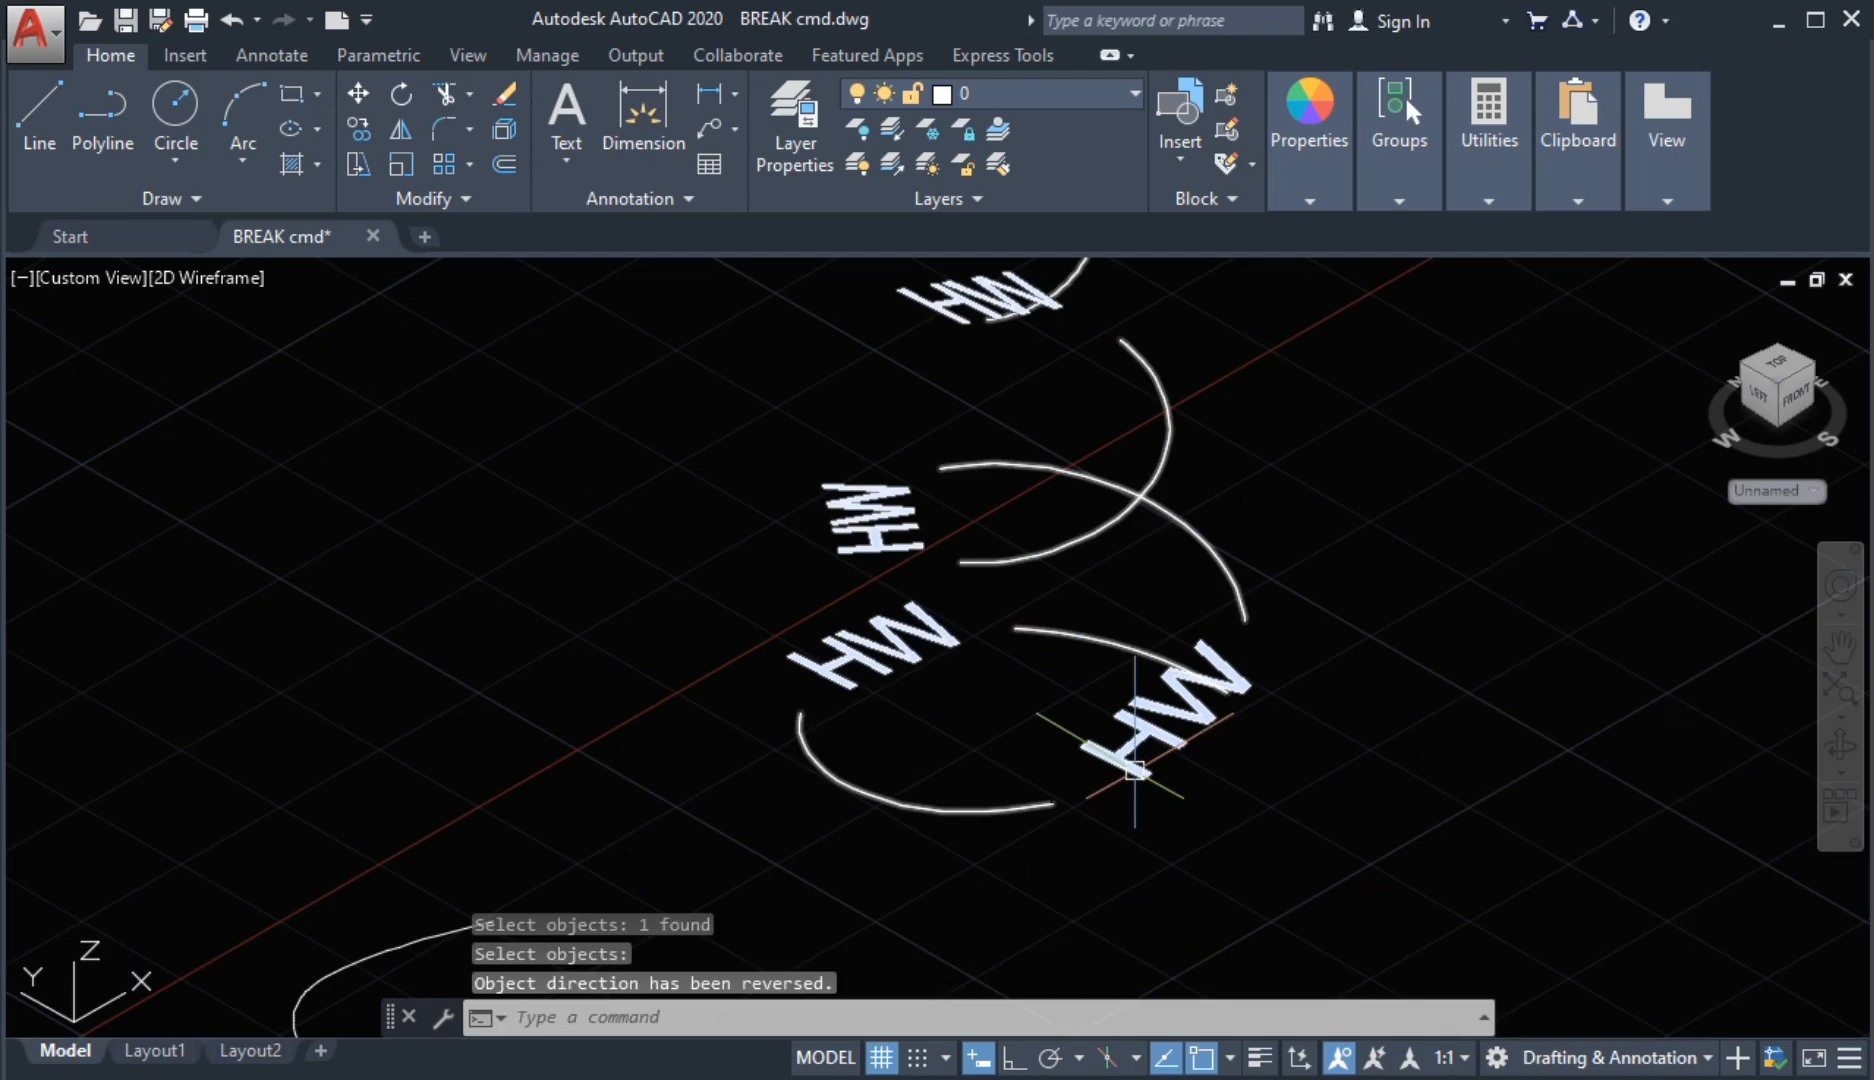 Autodesk AutoCAD 2020 BREAK cmd.dwg
Type a keyword or phrase
Sign In
Home Insert Annotate Parametric View Manage Output Collaborate Featured Apps Express Tools
Line Polyline Circle Arc
Text Dimension
Layer
Properties
0
Insert
Properties Groups Utilities Clipboard View
Draw Modify Annotation Layers Block
Start BREAK cmd*
[−][Custom View][2D Wireframe]
HW
HW
HW
HW
TOP
LEFT FRONT
N E
W S
Unnamed
Select objects: 1 found
Select objects:
Object direction has been reversed.
Type a command
Z
Y X
Model Layout1 Layout2
MODEL 1:1 Drafting & Annotation